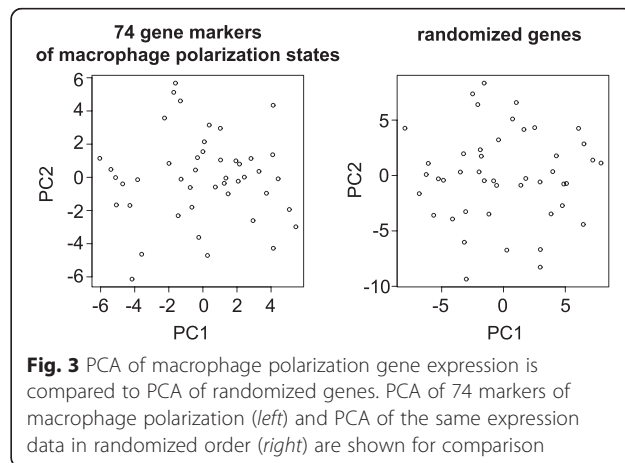 74 gene markers
of macrophage polarization states
6
4
2
0
-2
-4
-6
PC2
-6 -4 -2 0 2 4
PC1
randomized genes
5
0
-5
-10
PC2
-5 0 5
PC1
Fig. 3 PCA of macrophage polarization gene expression is
compared to PCA of randomized genes. PCA of 74 markers of
macrophage polarization (left) and PCA of the same expression
data in randomized order (right) are shown for comparison